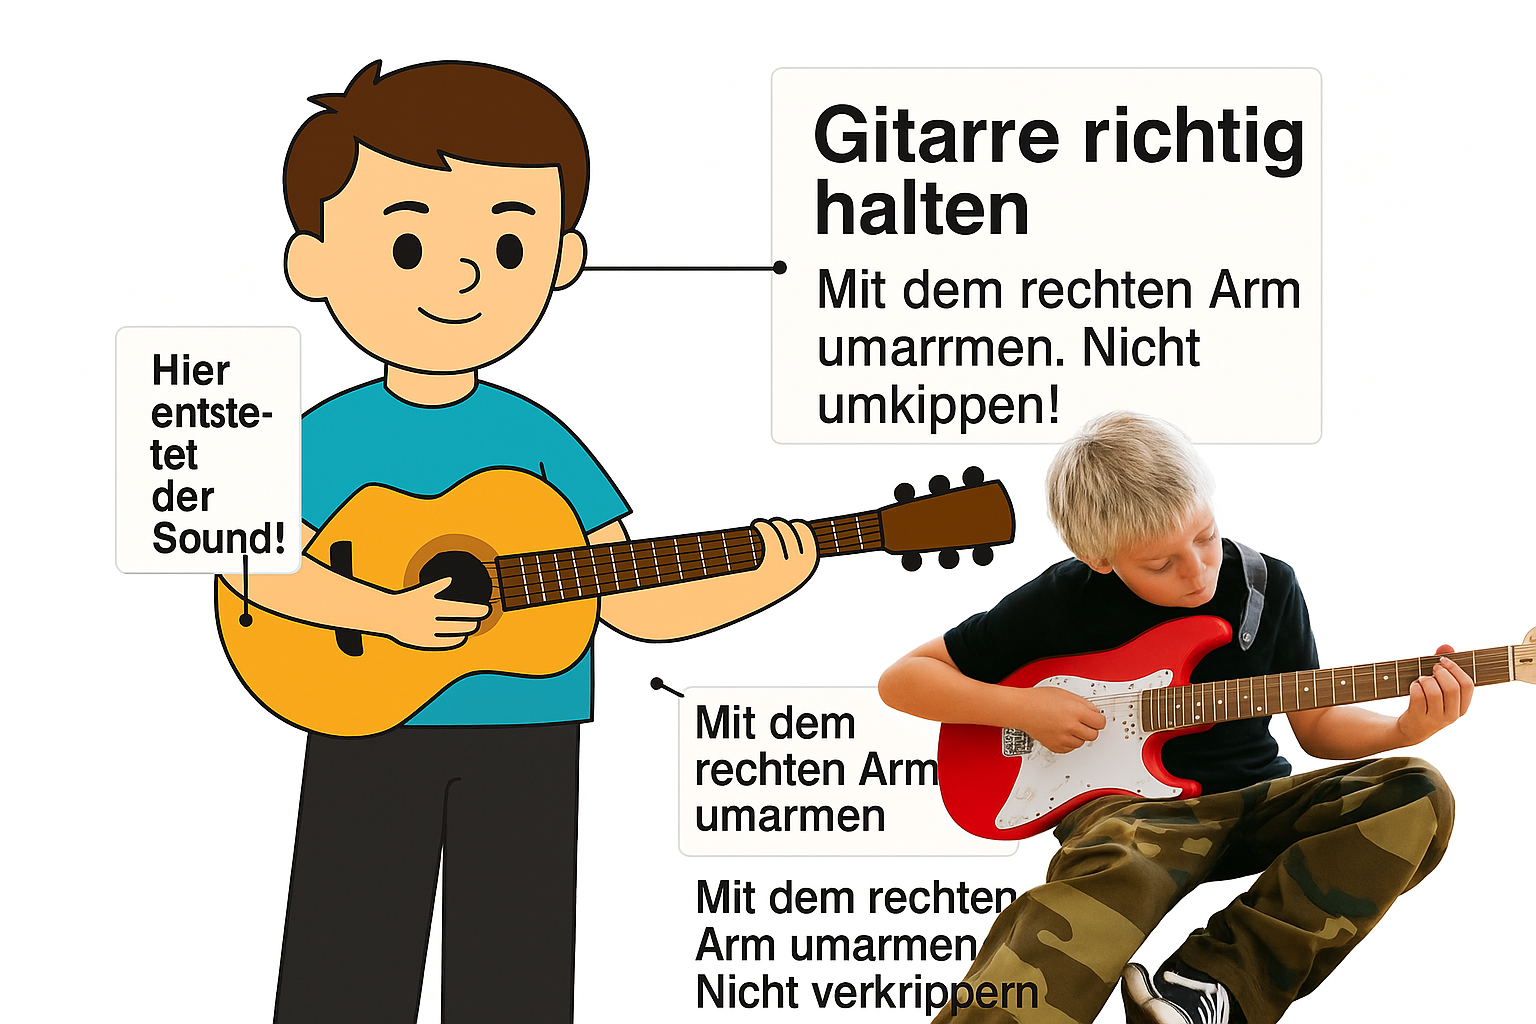 Gitarre richtig
halten
Mit dem rechten Arm
umarrmen. Nicht
umkippen!
Hier
entste-
tet
der
Sound!
Mit dem
rechten Arm
umarmen
Mit dem rechten
Arm umarmen
Nicht verkrippern